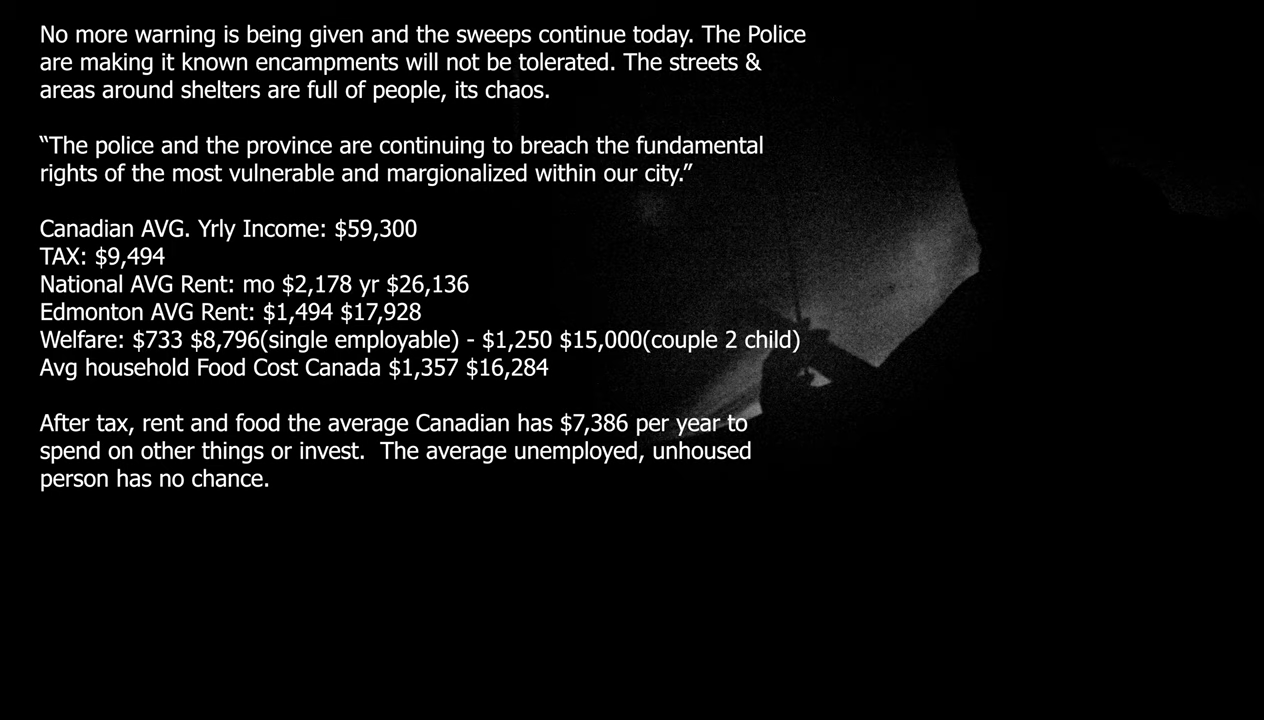 No more warning is being given and the sweeps continue today. The Police
are making it known encampments will not be tolerated. The streets &
areas around shelters are full of people, its chaos.
“The police and the province are continuing to breach the fundamental
rights of the most vulnerable and margionalized within our city.”
Canadian AVG. Yrly Income: $59,300
TAX: $9,494
National AVG Rent: mo $2,178 yr $26,136
Edmonton AVG Rent: $1,494 $17,928
Welfare: $733 $8,796(single employable) - $1,250 $15,000(couple 2 child)
Avg household Food Cost Canada $1,357 $16,284
After tax, rent and food the average Canadian has $7,386 per year to
spend on other things or invest.  The average unemployed, unhoused
person has no chance.